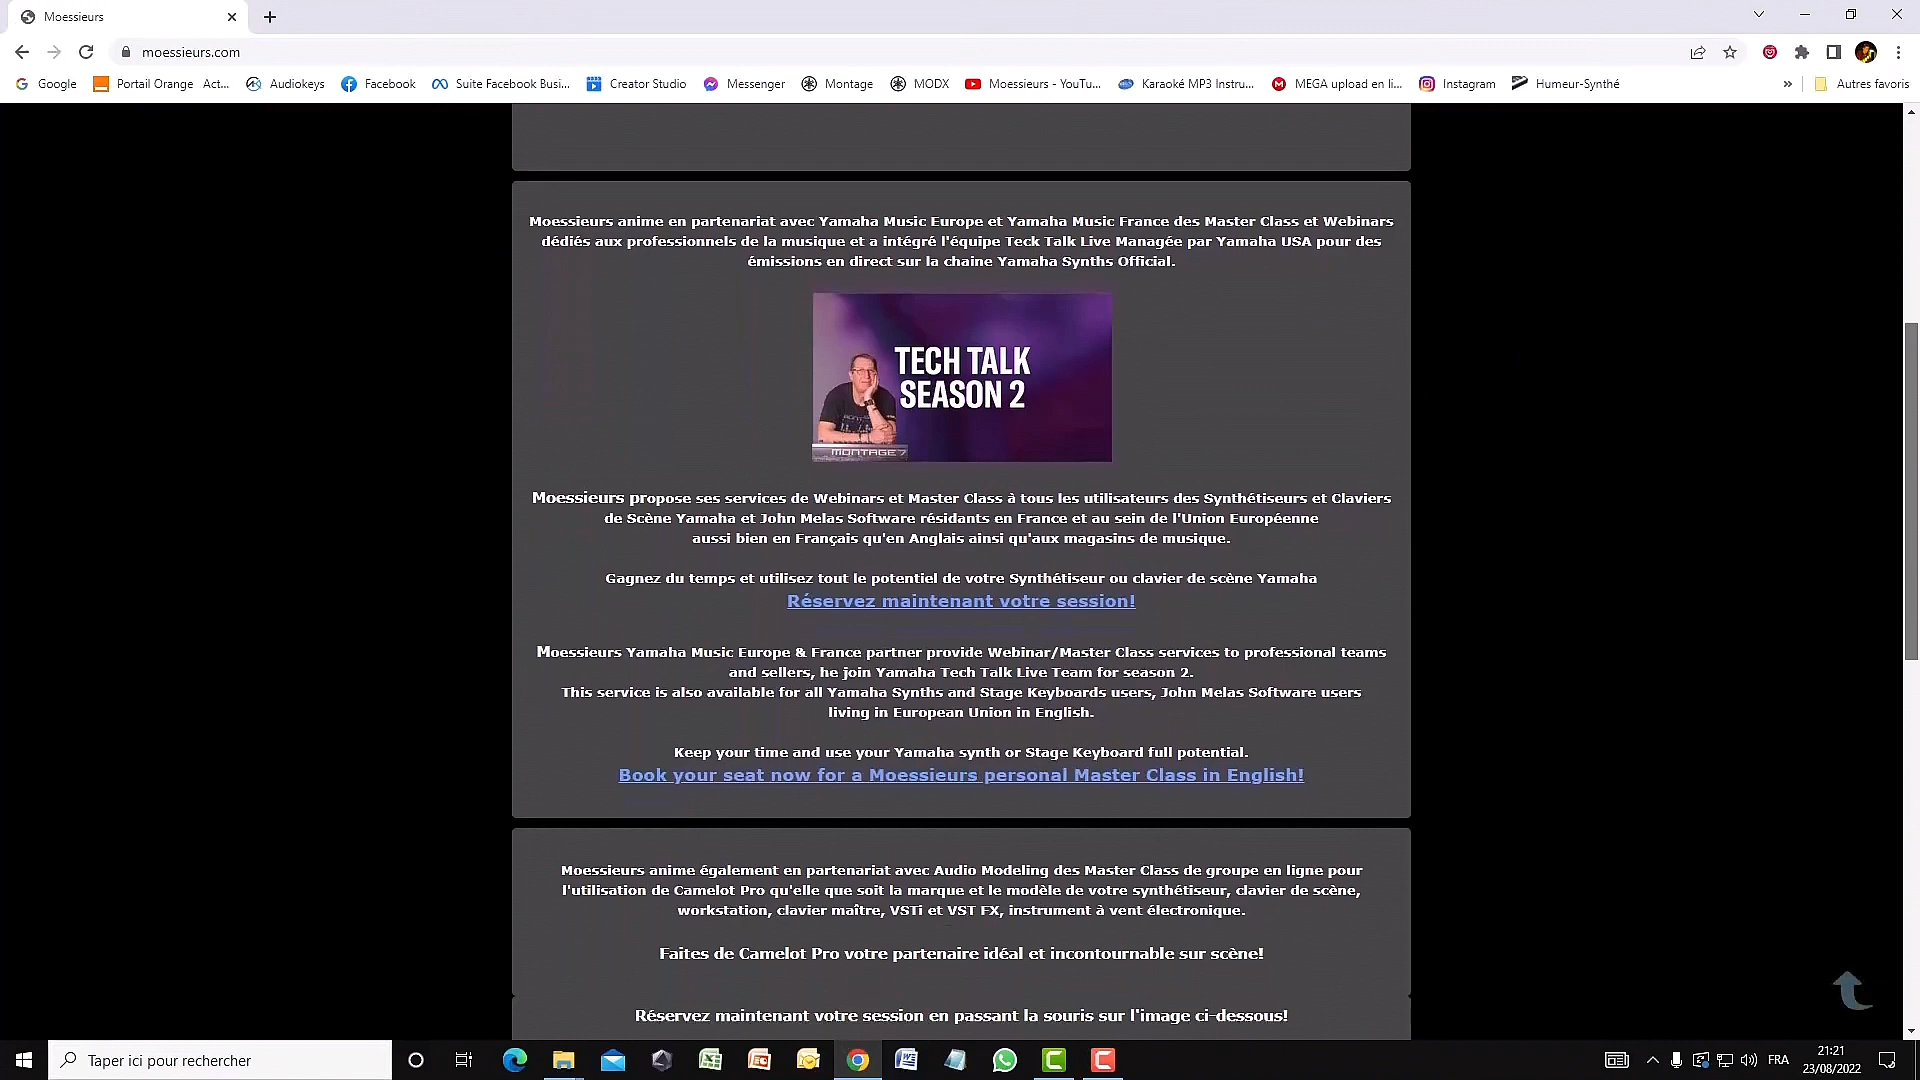 Moessieurs
moessieurs.com
Google
Portail Orange Act...
Audiokeys
Facebook
Suite Facebook Busi...
Creator Studio
Messenger
Montage
MODX
Moessieurs - YouTu...
Karaoké MP3 Instru...
MEGA upload en li...
Instagram
Humeur-Synthé
»
Autres favoris
Moessieurs anime en partenariat avec Yamaha Music Europe et Yamaha Music France des Master Class et Webinars
dédiés aux professionnels de la musique et a intégré l'équipe Teck Talk Live Managée par Yamaha USA pour des
émissions en direct sur la chaine Yamaha Synths Official.
TECH TALK
SEASON 2
MONTAGE 7
Moessieurs propose ses services de Webinars et Master Class à tous les utilisateurs des Synthétiseurs et Claviers
de Scène Yamaha et John Melas Software résidants en France et au sein de l'Union Européenne
aussi bien en Français qu'en Anglais ainsi qu'aux magasins de musique.
Gagnez du temps et utilisez tout le potentiel de votre Synthétiseur ou clavier de scène Yamaha
Réservez maintenant votre session!
Moessieurs Yamaha Music Europe & France partner provide Webinar/Master Class services to professional teams
and sellers, he join Yamaha Tech Talk Live Team for season 2.
This service is also available for all Yamaha Synths and Stage Keyboards users, John Melas Software users
living in European Union in English.
Keep your time and use your Yamaha synth or Stage Keyboard full potential.
Book your seat now for a Moessieurs personal Master Class in English!
Moessieurs anime également en partenariat avec Audio Modeling des Master Class de groupe en ligne pour
l'utilisation de Camelot Pro qu'elle que soit la marque et le modèle de votre synthétiseur, clavier de scène,
workstation, clavier maître, VSTi et VST FX, instrument à vent électronique.
Faites de Camelot Pro votre partenaire idéal et incontournable sur scène!
Réservez maintenant votre session en passant la souris sur l'image ci-dessous!
Taper ici pour rechercher
FRA
21:21
23/08/2022